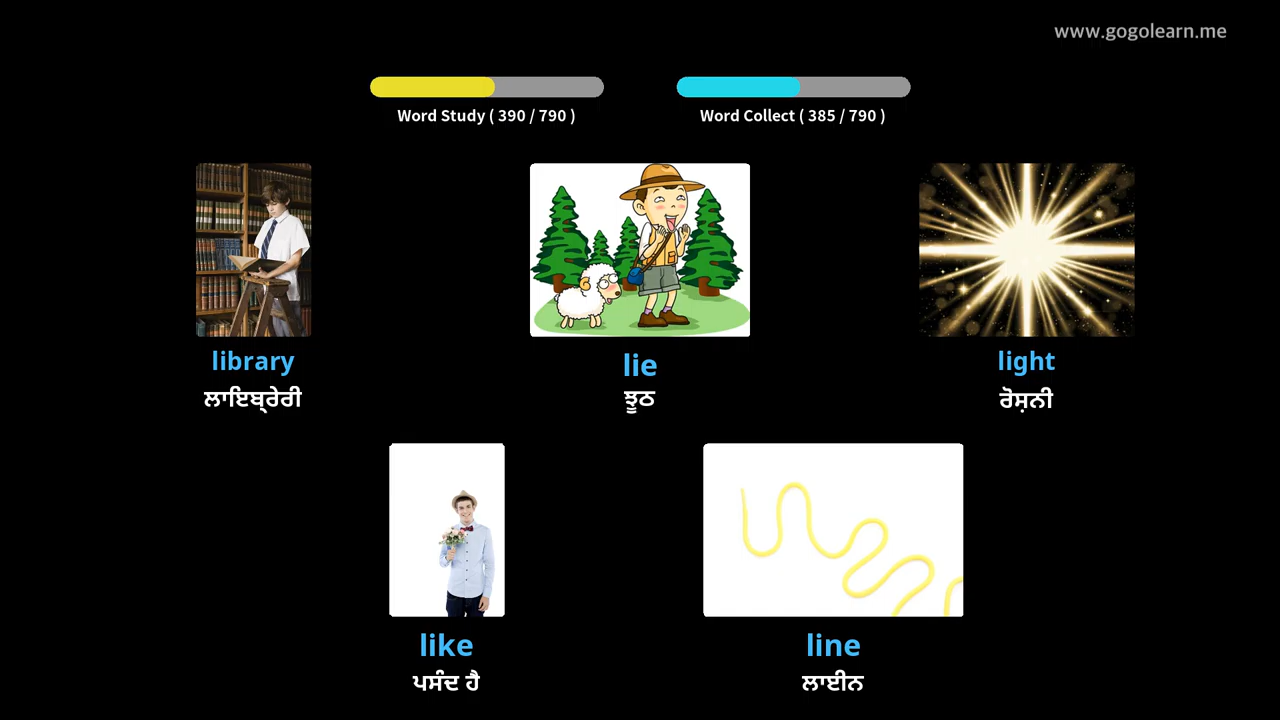 www.gogolearn.me
Word Study ( 390 / 790 )
Word Collect ( 385 / 790 )
library
ਲਾਇਬ੍ਰੇਰੀ
lie
ਝੂਠ
light
ਰੋਸ਼ਨੀ
like
ਪਸੰਦ ਹੈ
line
ਲਾਈਨ